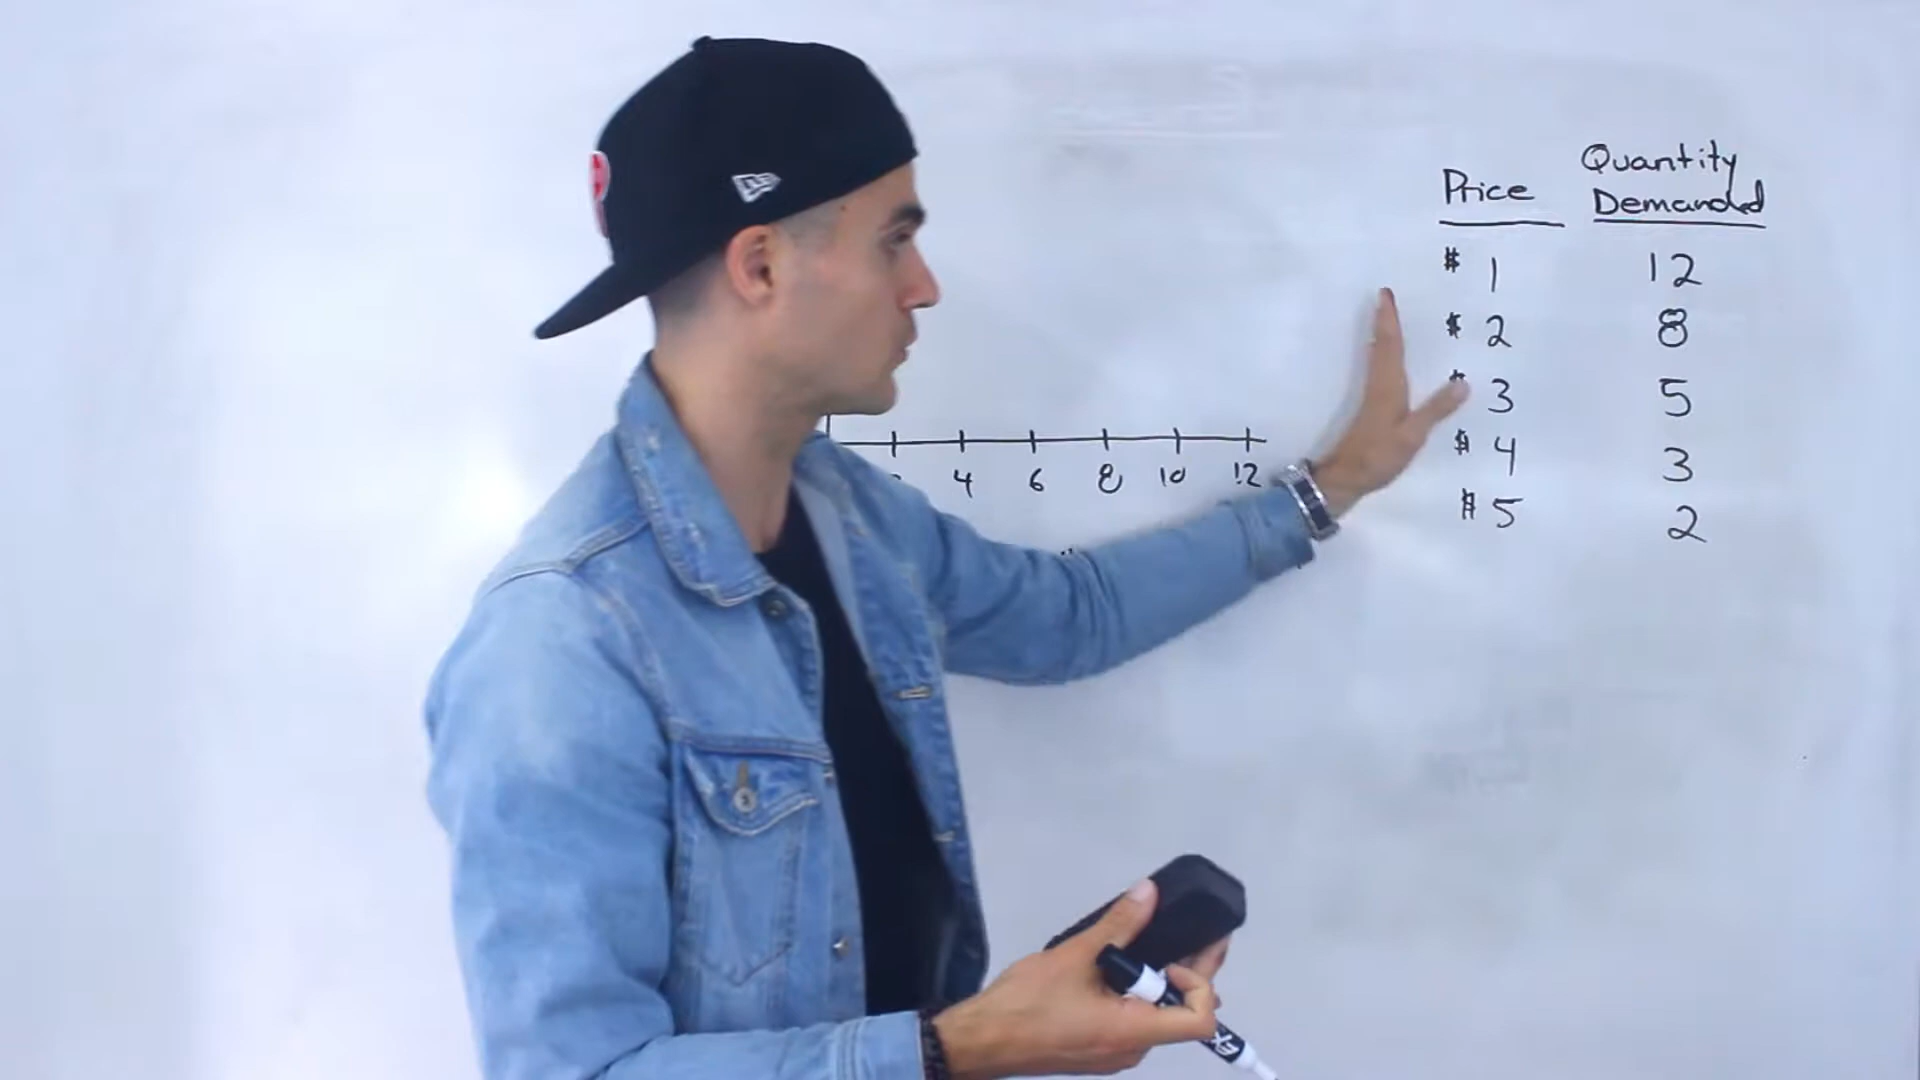 Quantity
Price Demanded
$ 1 12
$ 2 8
$ 3 5
$ 4 3
$ 5 2
4 6 8 10 12